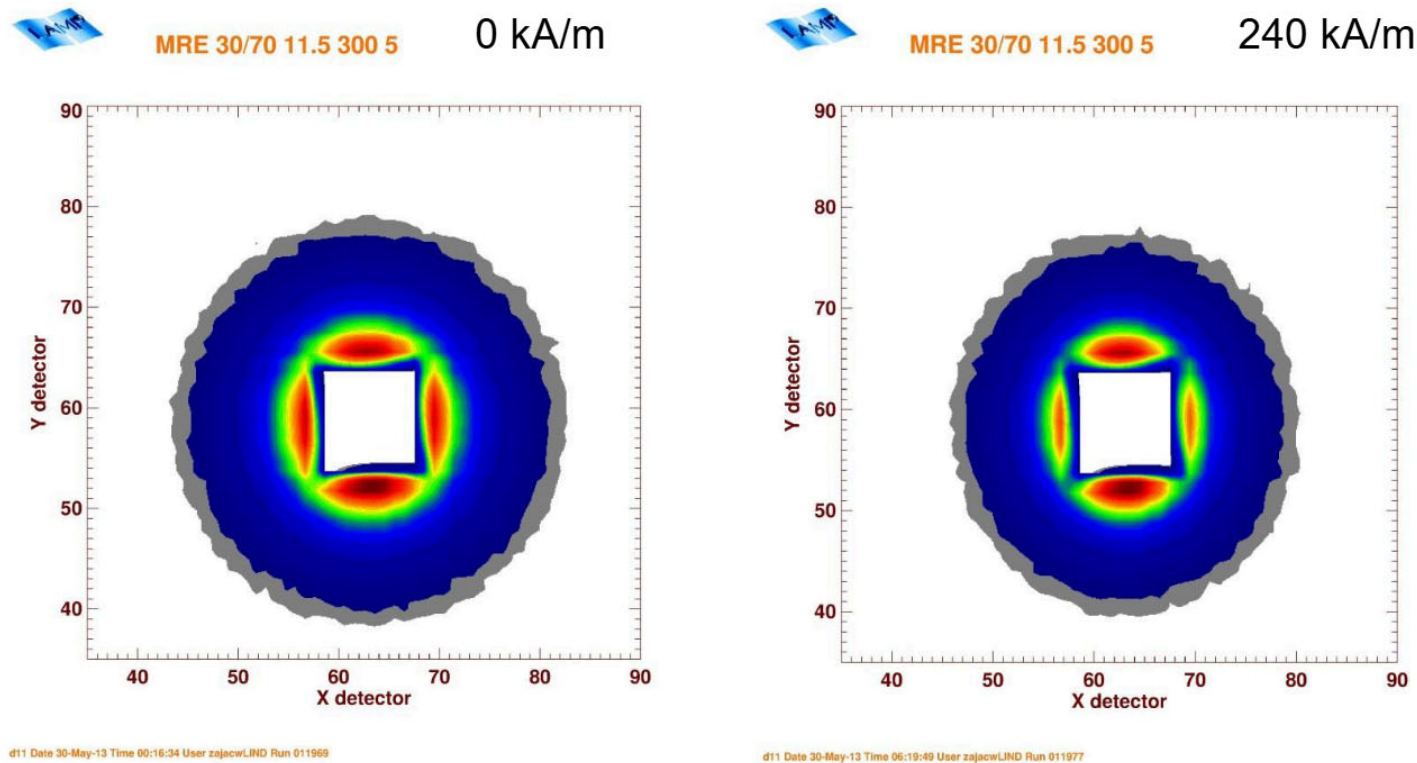 LAMP
MRE 30/70 11.5 300 5
0 kA/m
90
80
70
60
50
40
Y detector
40 50 60 70 80 90
X detector
d11 Date 30-May-13 Time 00:16:34 User zajacwLIND Run 011969
LAMP
MRE 30/70 11.5 300 5
240 kA/m
90
80
70
60
50
40
Y detector
40 50 60 70 80 90
X detector
d11 Date 30-May-13 Time 06:19:49 User zajacwLIND Run 011977